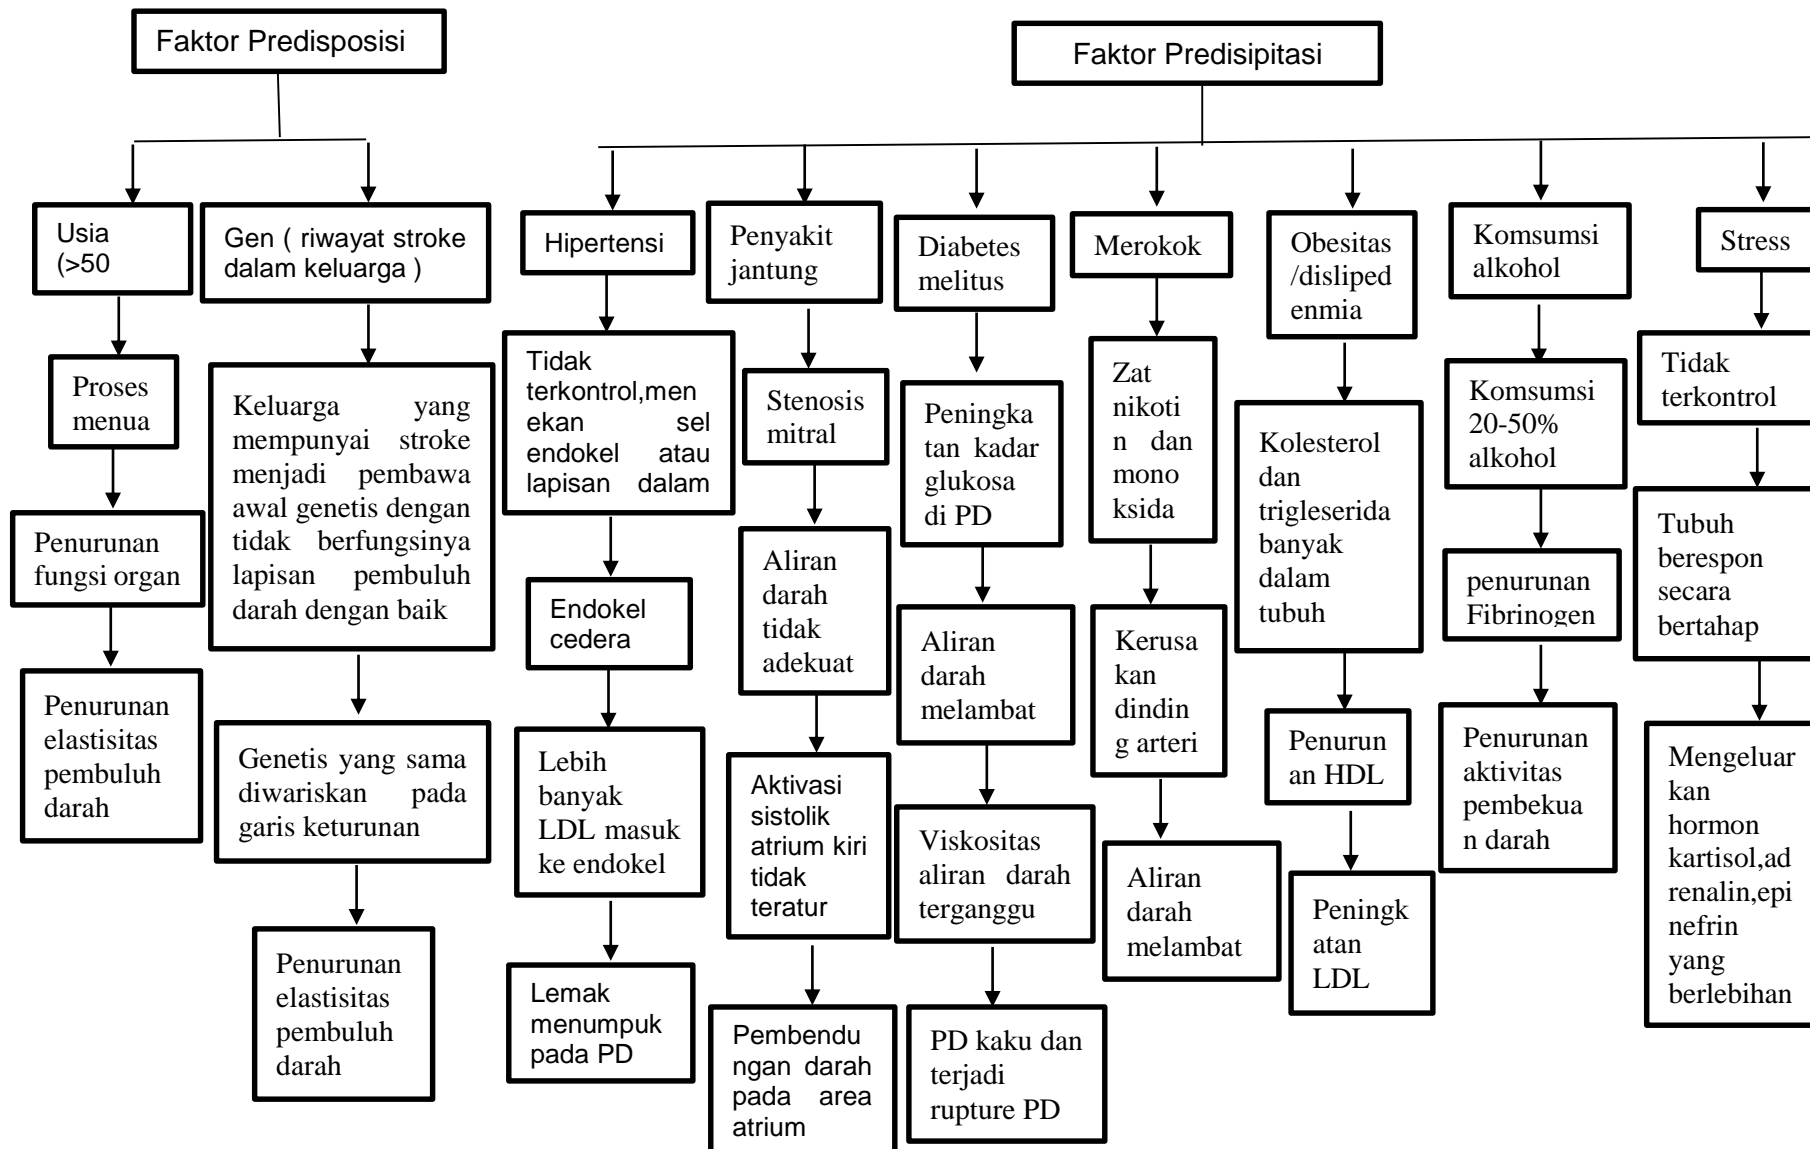 Faktor Predisposisi
Faktor Predisipitasi
Usia
(>50
Gen ( riwayat stroke
dalam keluarga )
Hipertensi
Penyakit
jantung
Diabetes
melitus
Merokok
Obesitas
/disliped
enmia
Komsumsi
alkohol
Stress
Proses
menua
Keluarga yang
mempunyai stroke
menjadi pembawa
awal genetis dengan
tidak berfungsinya
lapisan pembuluh
darah dengan baik
Tidak
terkontrol,men
ekan sel
endokel atau
lapisan dalam
Stenosis
mitral
Peningka
tan kadar
glukosa
di PD
Zat
nikoti
n dan
mono
ksida
Kolesterol
dan
trigleserida
banyak
dalam
tubuh
Komsumsi
20-50%
alkohol
Tidak
terkontrol
Penurunan
fungsi organ
Endokel
cedera
Aliran
darah
tidak
adekuat
Aliran
darah
melambat
Kerusa
kan
dindin
g arteri
penurunan
Fibrinogen
Tubuh
berespon
secara
bertahap
Penurunan
elastisitas
pembuluh
darah
Genetis yang sama
diwariskan pada
garis keturunan
Lebih
banyak
LDL masuk
ke endokel
Aktivasi
sistolik
atrium kiri
tidak
teratur
Viskositas
aliran darah
terganggu
Aliran
darah
melambat
Penurun
an HDL
Penurunan
aktivitas
pembekua
n darah
Mengeluar
kan
hormon
kartisol,ad
renalin,epi
nefrin
yang
berlebihan
Penurunan
elastisitas
pembuluh
darah
Lemak
menumpuk
pada PD
Pembendu
ngan darah
pada area
atrium
PD kaku dan
terjadi
rupture PD
Peningk
atan
LDL